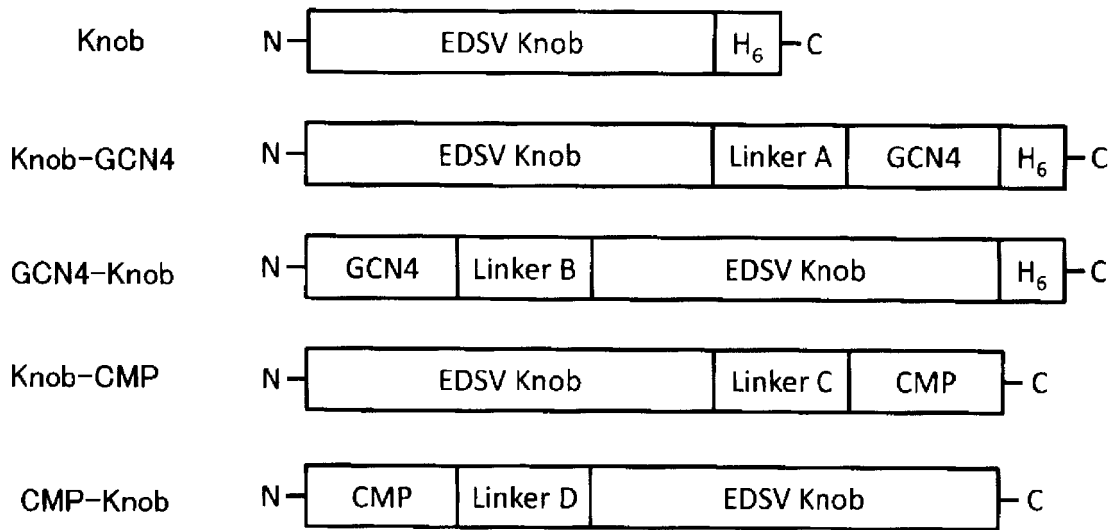 Knob N EDSV Knob H6 C
Knob-GCN4 N EDSV Knob Linker A GCN4 H6 C
GCN4-Knob N GCN4 Linker B EDSV Knob H6 C
Knob-CMP N EDSV Knob Linker C CMP C
CMP-Knob N CMP Linker D EDSV Knob C